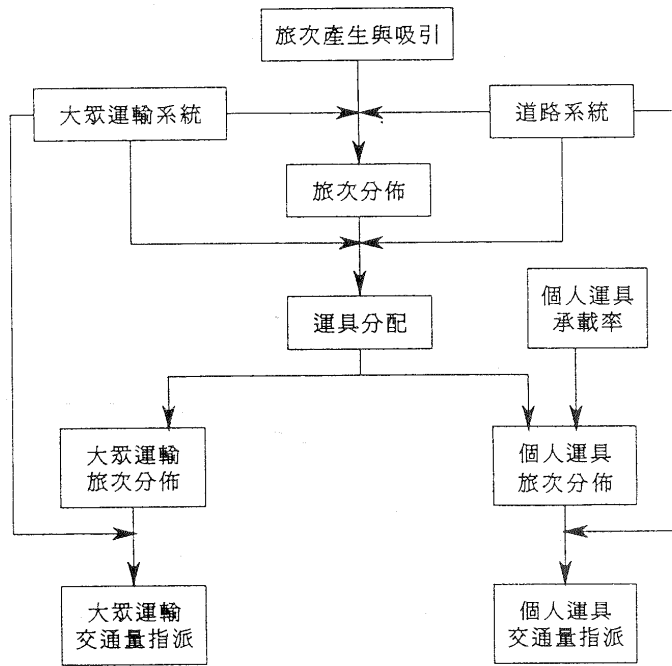 旅次產生與吸引
大眾運輸系統
道路系統
旅次分佈
運具分配
個人運具
承載率
大眾運輸
旅次分佈
個人運具
旅次分佈
大眾運輸
交通量指派
個人運具
交通量指派